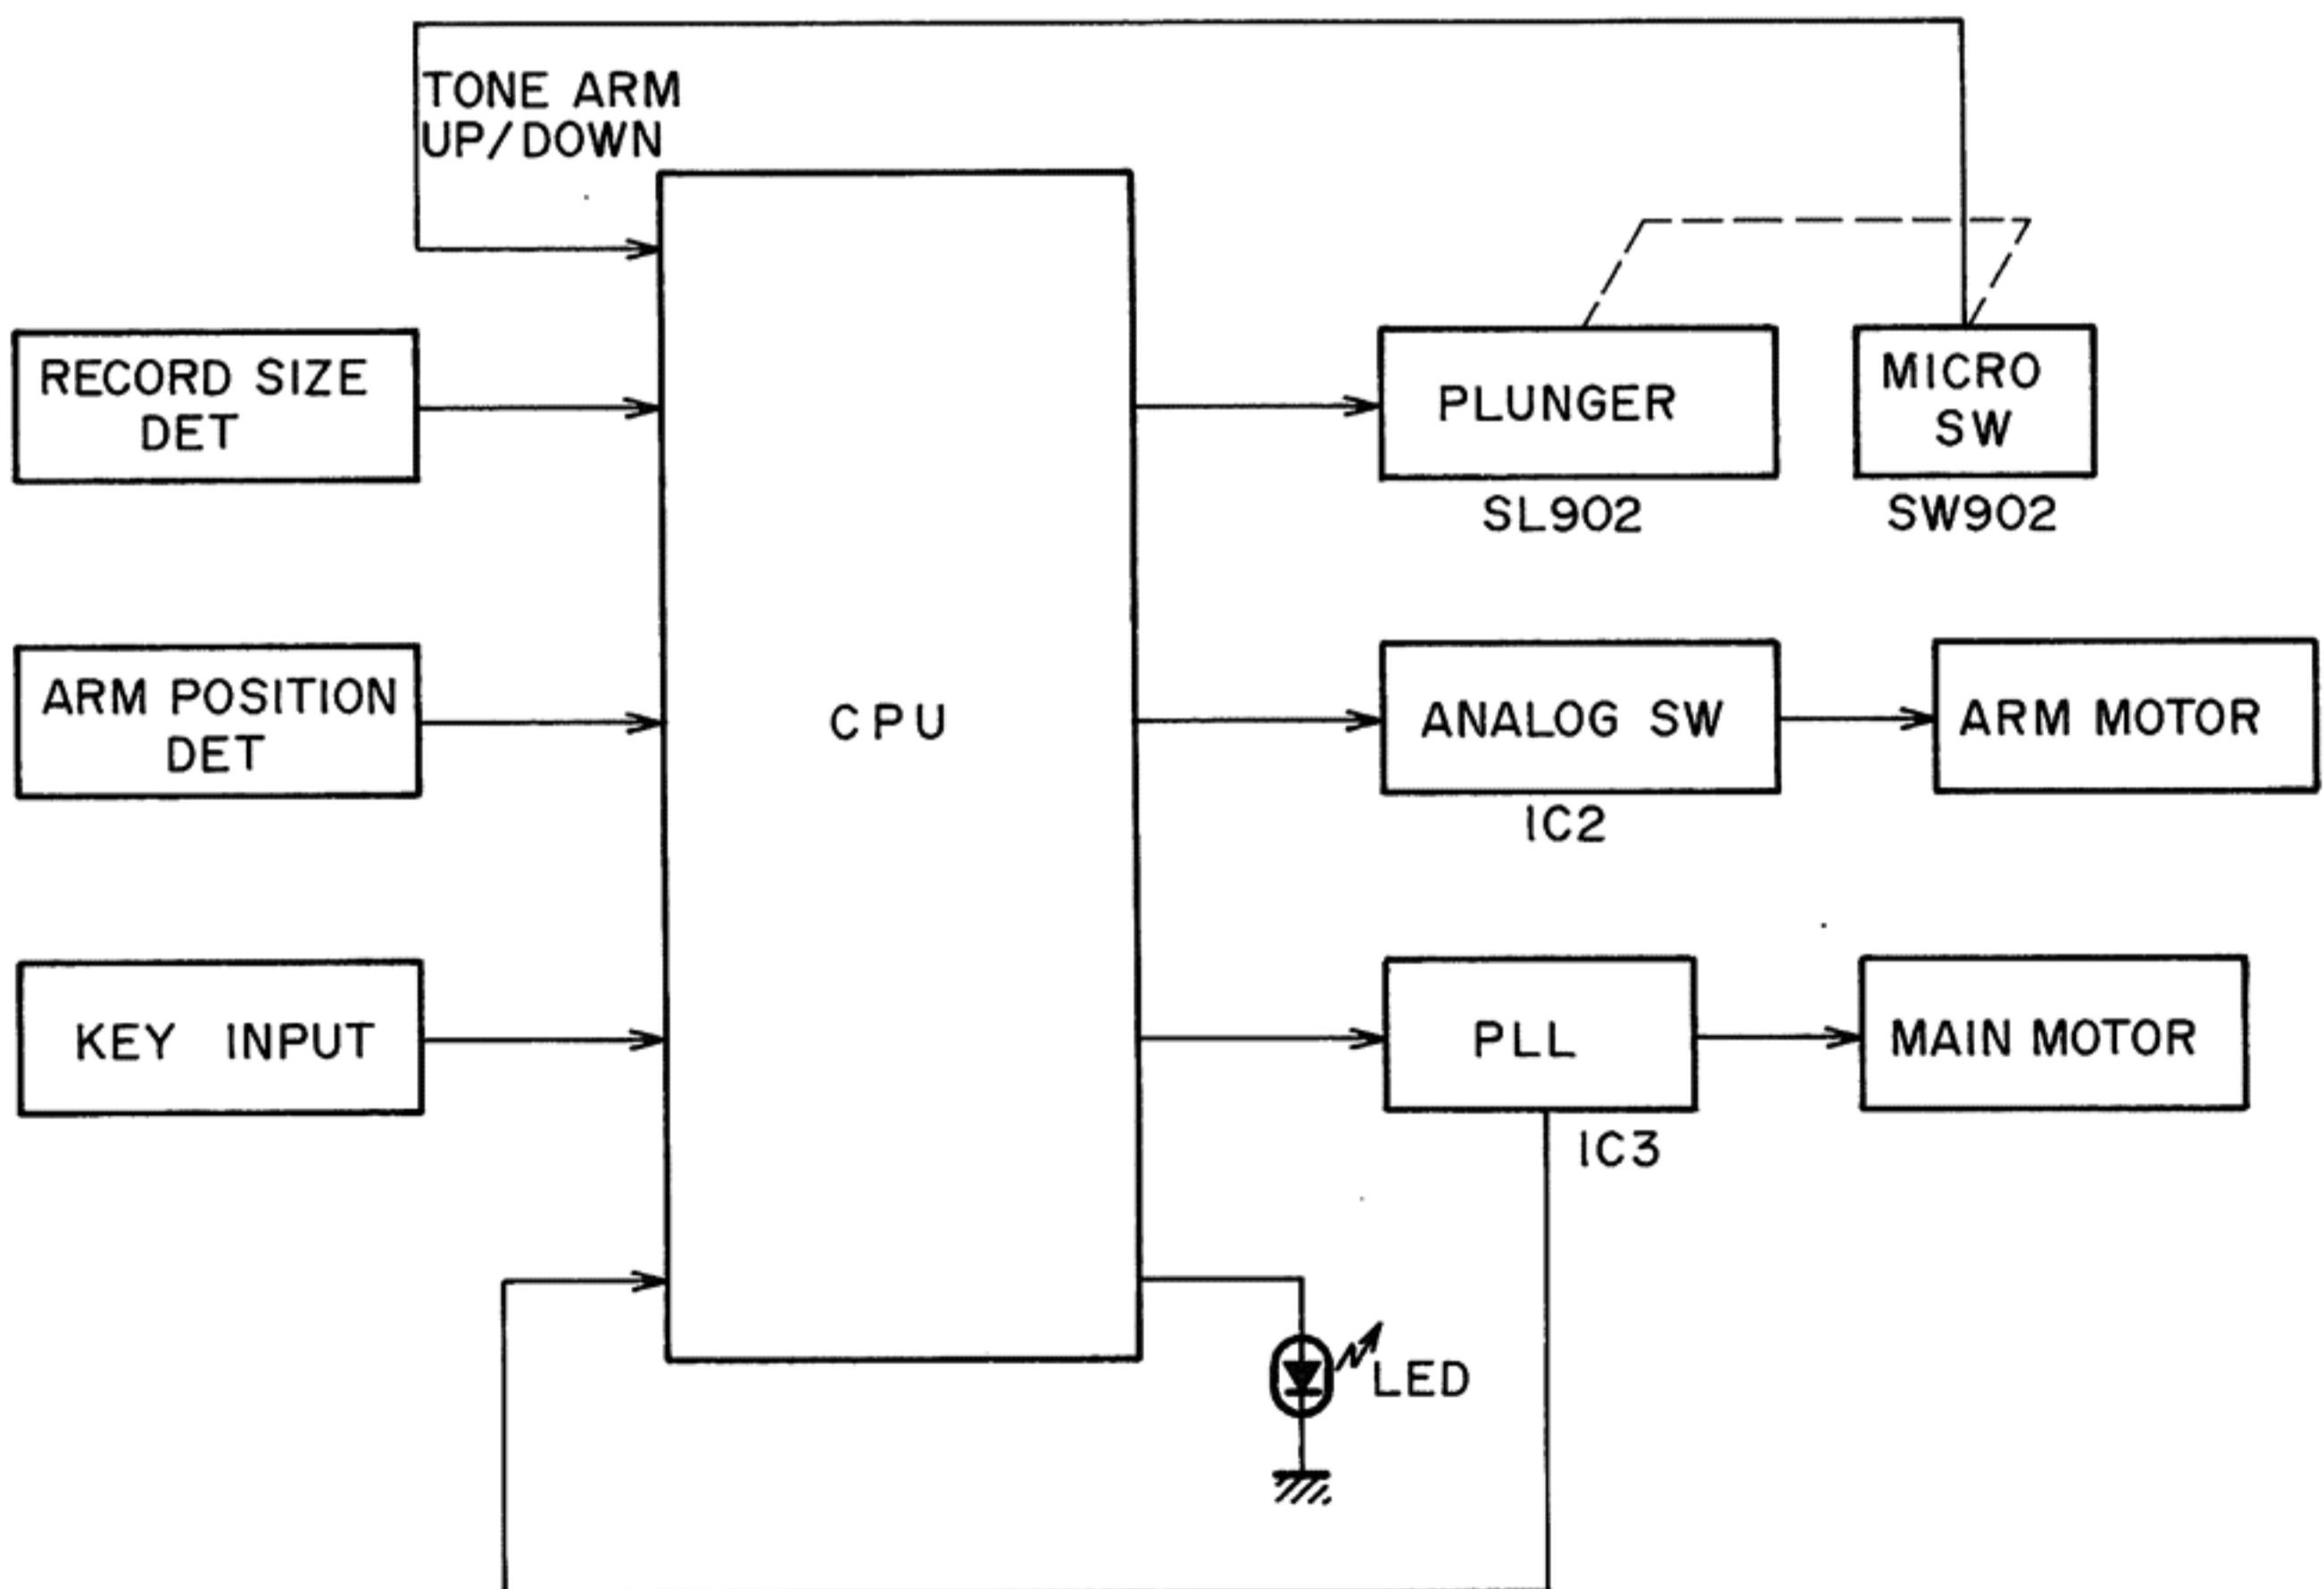 TONE ARM
UP/DOWN
RECORD SIZE
DET
ARM POSITION
DET
KEY INPUT
CPU
PLUNGER
SL902
MICRO
SW
SW902
ANALOG SW
IC2
ARM MOTOR
PLL
IC3
MAIN MOTOR
LED